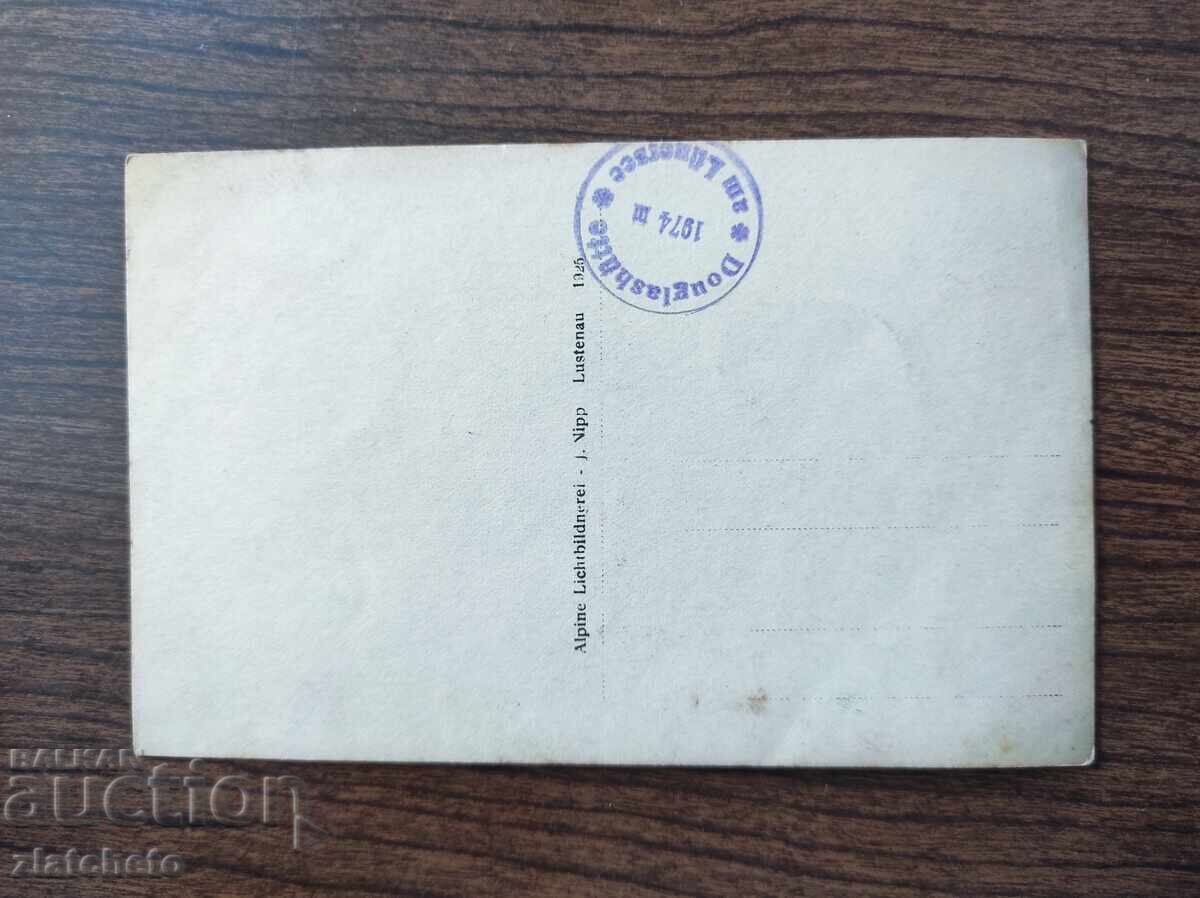 Douglashütte
am Lünersee
1974 m
Alpine Lichtbildnerei - J. Nipp Lustenau 1925
BALKAN
auction
zlatchefo